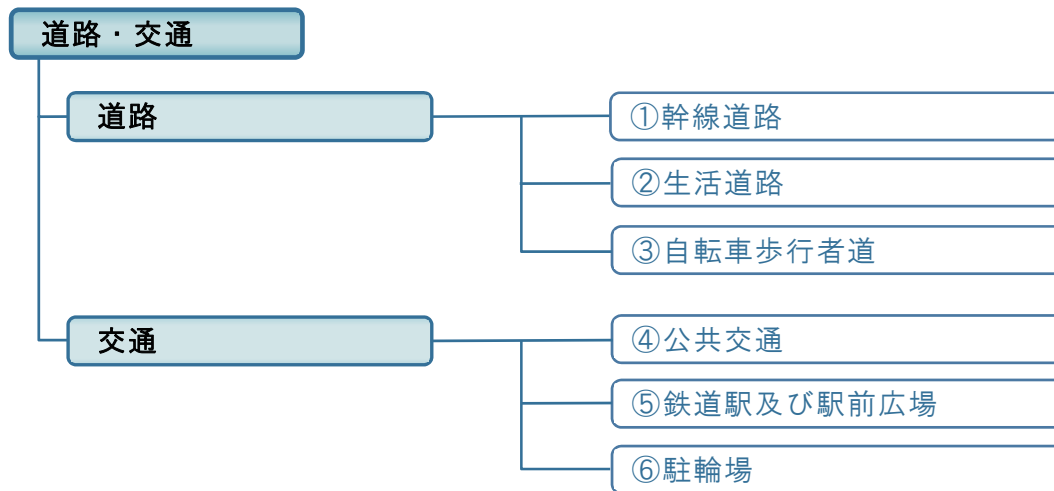 道路・交通
道路
①幹線道路
②生活道路
③自転車歩行者道
交通
④公共交通
⑤鉄道駅及び駅前広場
⑥駐輪場